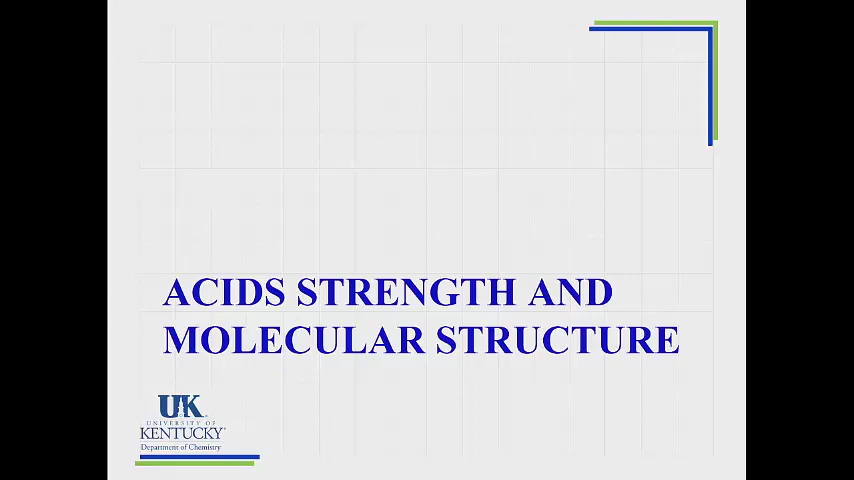 ACIDS STRENGTH AND
MOLECULAR STRUCTURE
UK
UNIVERSITY OF
KENTUCKY®
Department of Chemistry